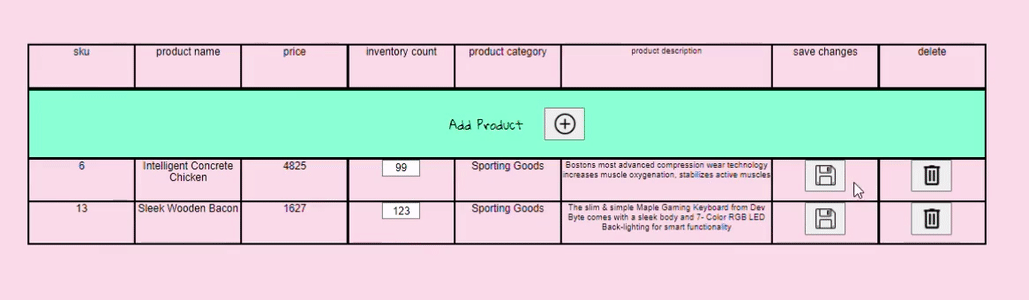 sku product name price inventory count product category product description save changes delete
Add Product
6 Intelligent Concrete Chicken 4825 99 Sporting Goods Bostons most advanced compression wear technology increases muscle oxygenation, stabilizes active muscles
13 Sleek Wooden Bacon 1627 123 Sporting Goods The slim & simple Maple Gaming Keyboard from Dev Byte comes with a sleek body and 7- Color RGB LED Back-lighting for smart functionality